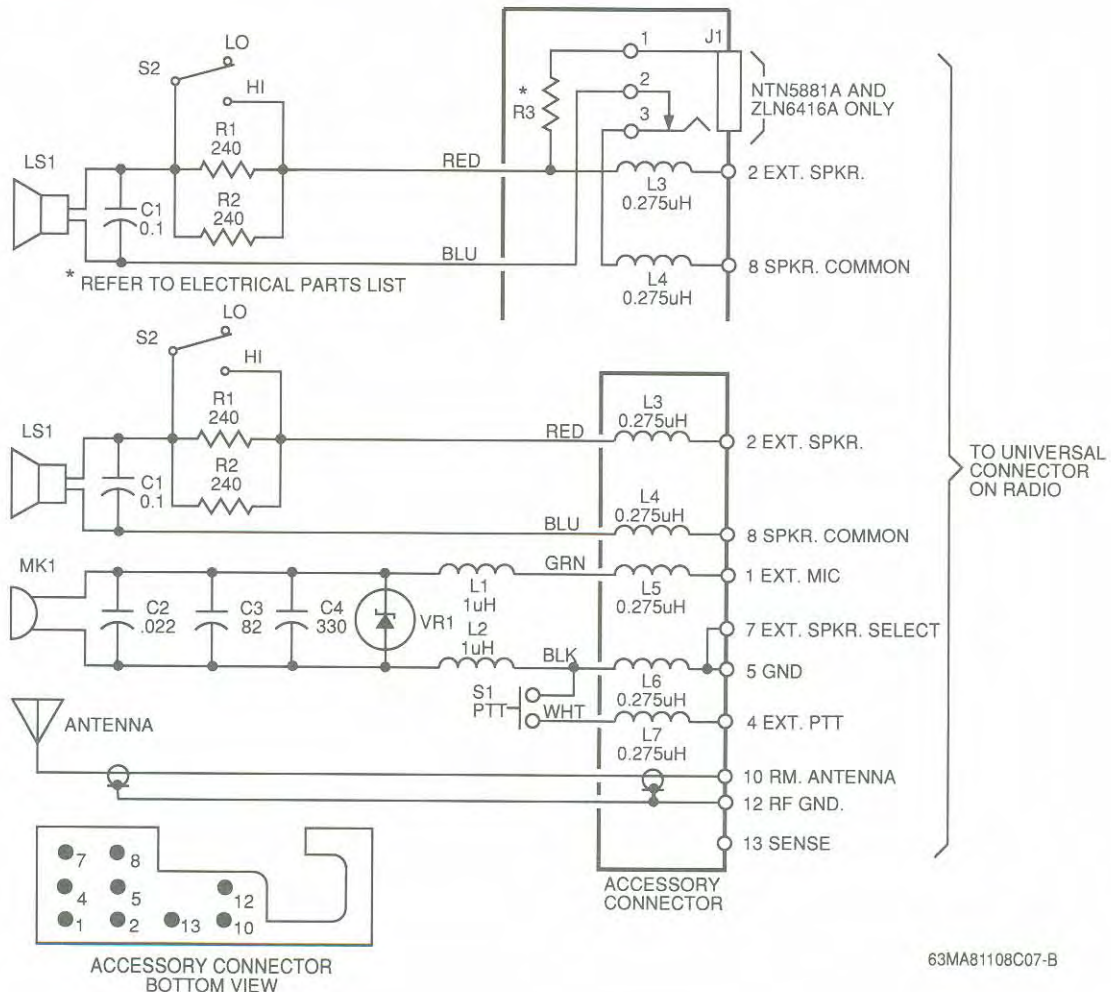 LO
S2
HI
R1
240
LS1
R2
240
C1
0.1
RED
BLU
* REFER TO ELECTRICAL PARTS LIST
1
J1
2
*
R3
3
NTN5881A AND
ZLN6416A ONLY
L3
0.275uH
2 EXT. SPKR.
L4
0.275uH
8 SPKR. COMMON
LO
S2
HI
R1
240
LS1
R2
240
C1
0.1
RED
L3
0.275uH
2 EXT. SPKR.
BLU
L4
0.275uH
8 SPKR. COMMON
TO UNIVERSAL
CONNECTOR
ON RADIO
MK1
C2
.022
C3
82
C4
330
VR1
L1
1uH
L2
1uH
GRN
L5
0.275uH
1 EXT. MIC
7 EXT. SPKR. SELECT
BLK
L6
0.275uH
5 GND
S1
PTT
WHT
L7
0.275uH
4 EXT. PTT
ANTENNA
10 RM. ANTENNA
12 RF GND.
13 SENSE
ACCESSORY
CONNECTOR
7 8
4 5 12
1 2 13 10
ACCESSORY CONNECTOR
BOTTOM VIEW
63MA81108C07-B